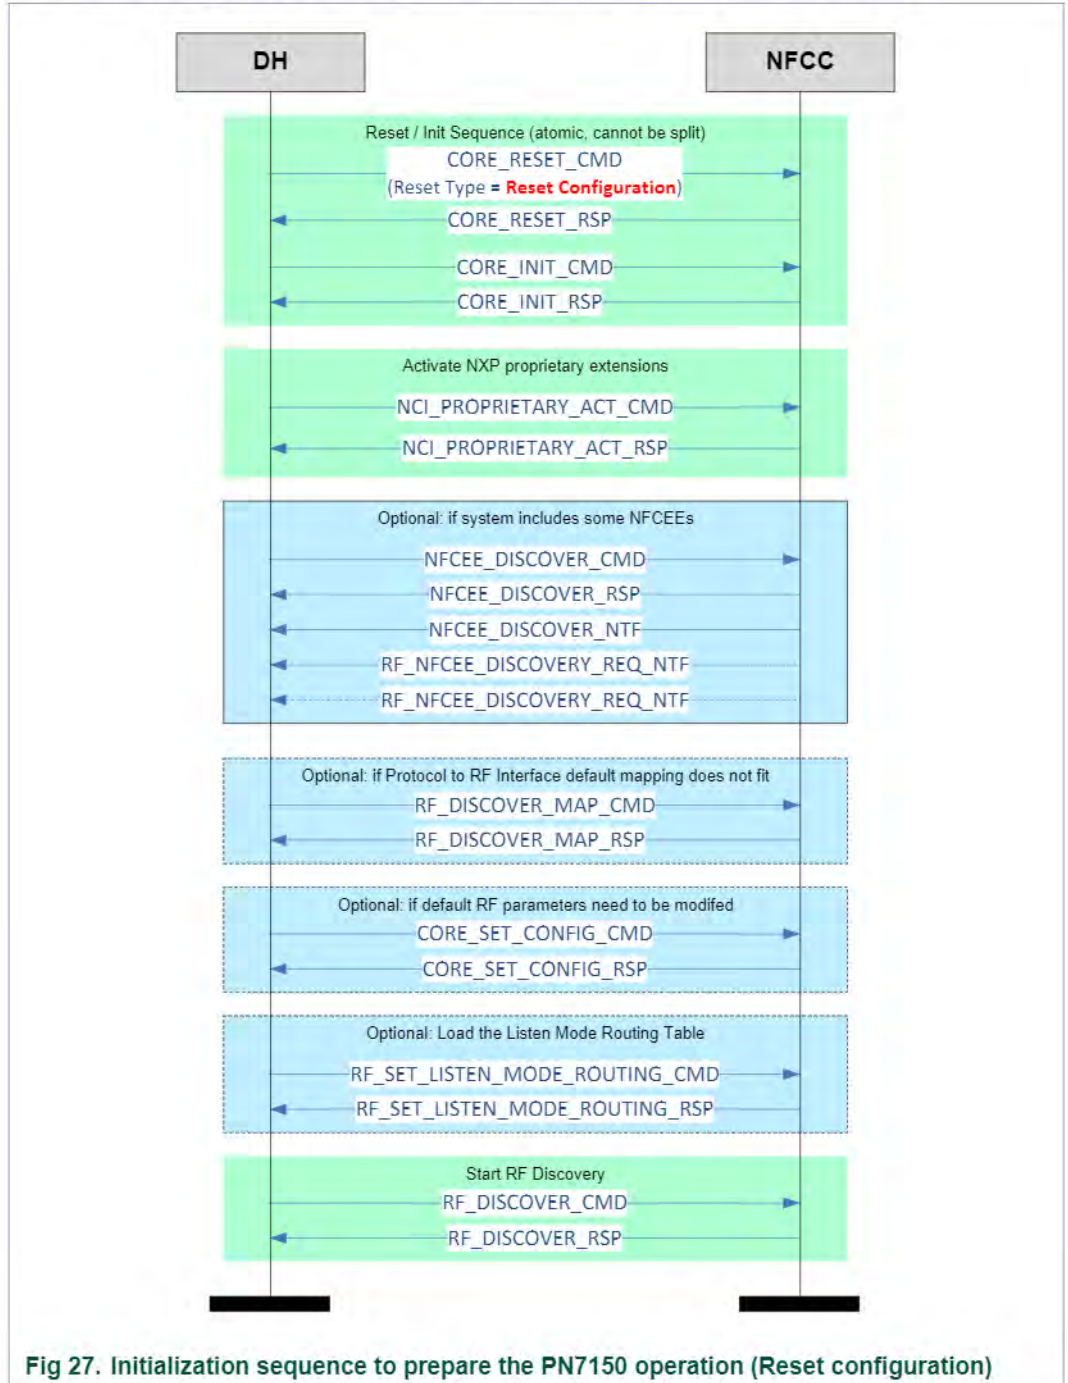 DH
NFCC
Reset / Init Sequence (atomic, cannot be split)
CORE_RESET_CMD
(Reset Type = Reset Configuration)
CORE_RESET_RSP
CORE_INIT_CMD
CORE_INIT_RSP
Activate NXP proprietary extensions
NCI_PROPRIETARY_ACT_CMD
NCI_PROPRIETARY_ACT_RSP
Optional: if system includes some NFCEEs
NFCEE_DISCOVER_CMD
NFCEE_DISCOVER_RSP
NFCEE_DISCOVER_NTF
RF_NFCEE_DISCOVERY_REQ_NTF
RF_NFCEE_DISCOVERY_REQ_NTF
Optional: if Protocol to RF Interface default mapping does not fit
RF_DISCOVER_MAP_CMD
RF_DISCOVER_MAP_RSP
Optional: if default RF parameters need to be modifed
CORE_SET_CONFIG_CMD
CORE_SET_CONFIG_RSP
Optional: Load the Listen Mode Routing Table
RF_SET_LISTEN_MODE_ROUTING_CMD
RF_SET_LISTEN_MODE_ROUTING_RSP
Start RF Discovery
RF_DISCOVER_CMD
RF_DISCOVER_RSP
Fig 27. Initialization sequence to prepare the PN7150 operation (Reset configuration)